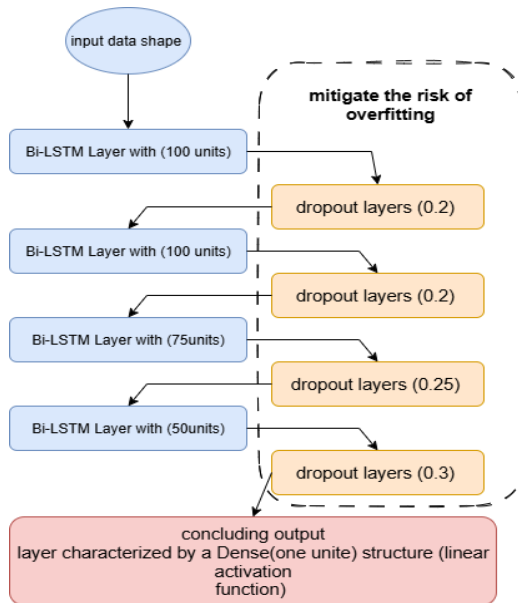 input data shape
mitigate the risk of
overfitting
Bi-LSTM Layer with (100 units)
dropout layers (0.2)
Bi-LSTM Layer with (100 units)
dropout layers (0.2)
Bi-LSTM Layer with (75units)
dropout layers (0.25)
Bi-LSTM Layer with (50units)
dropout layers (0.3)
concluding output
layer characterized by a Dense(one unite) structure (linear
activation
function)